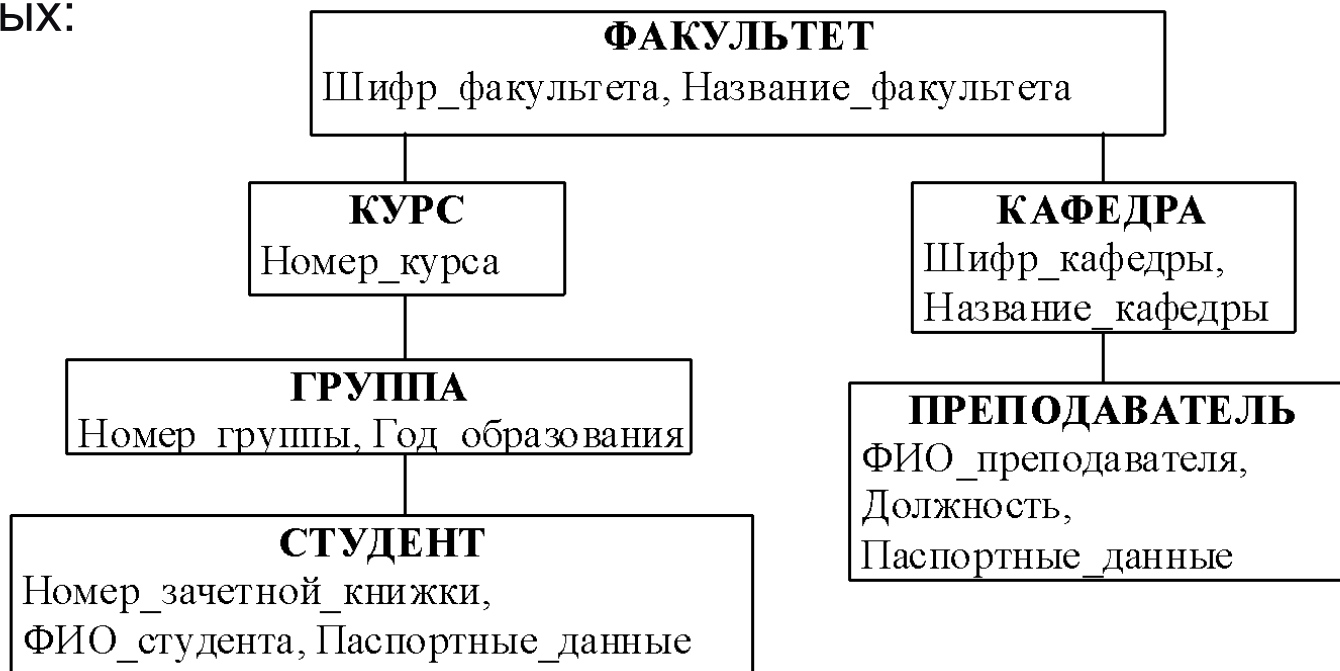 ых:
ФАКУЛЬТЕТ
Шифр_факультета, Название_факультета
КУРС
Номер_курса
КАФЕДРА
Шифр_кафедры,
Название_кафедры
ГРУППА
Номер_группы, Год_образования
ПРЕПОДАВАТЕЛЬ
ФИО_преподавателя,
Должность,
Паспортные_данные
СТУДЕНТ
Номер_зачетной_книжки,
ФИО_студента, Паспортные_данные